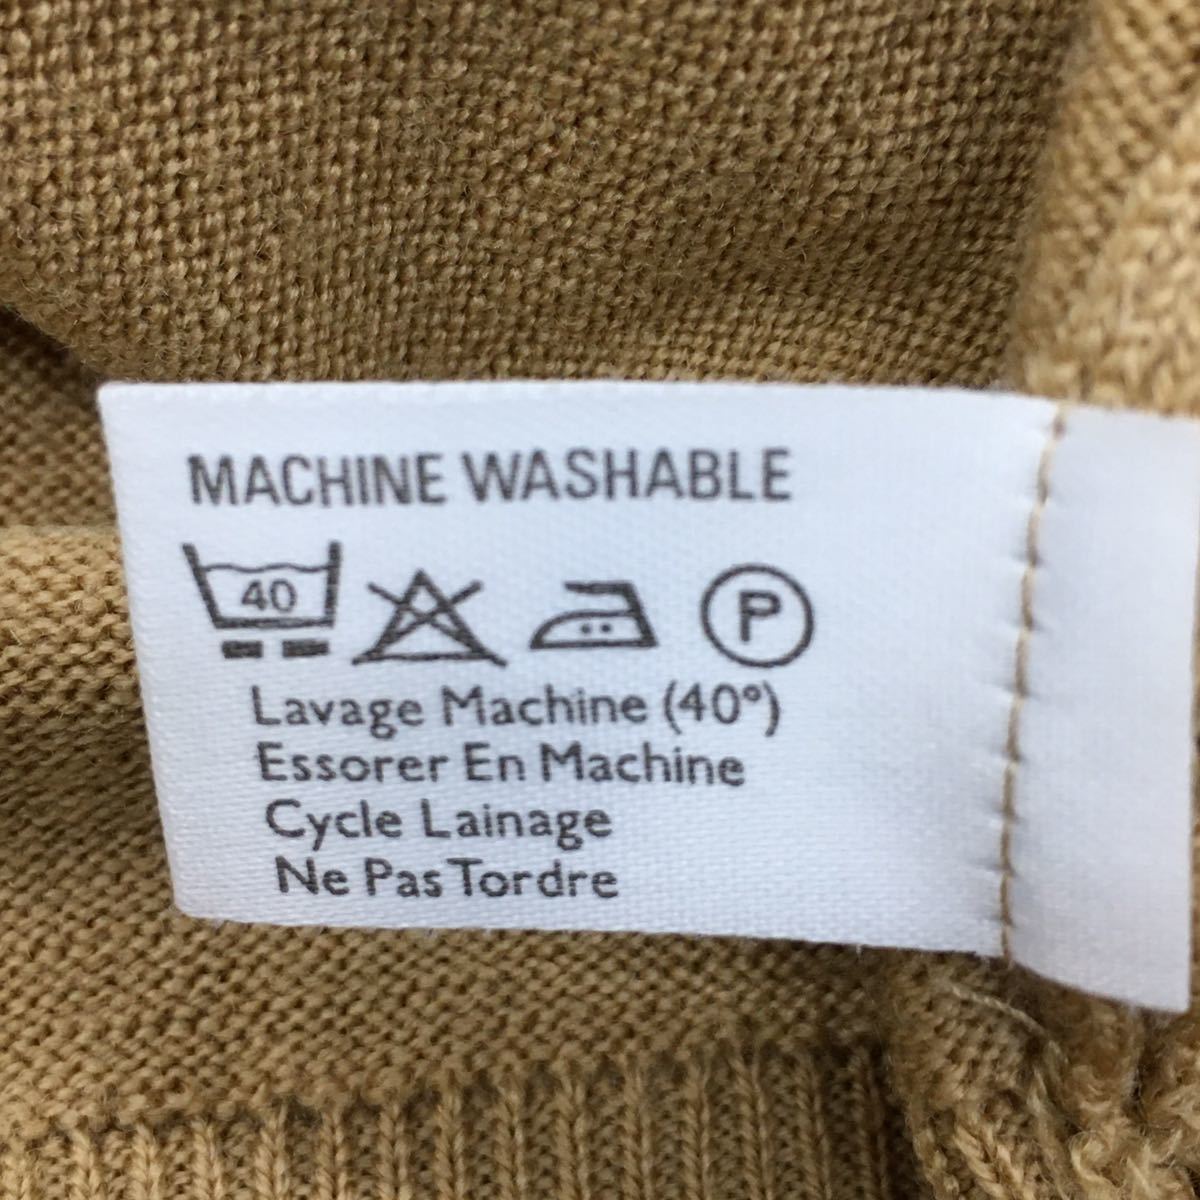 MACHINE WASHABLE
40 P
Lavage Machine (40°)
Essorer En Machine
Cycle Lainage
Ne Pas Tordre